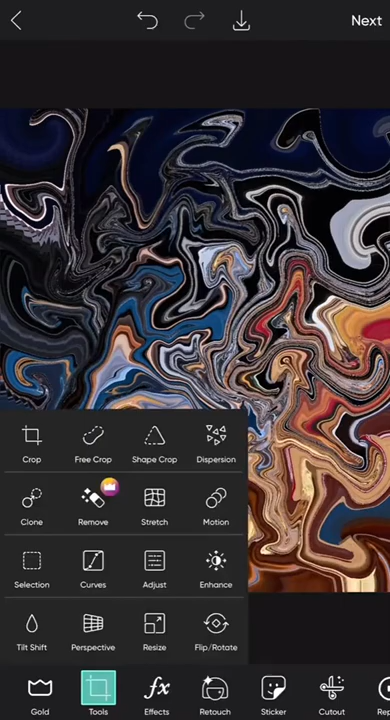 Next
Crop Free Crop Shape Crop Dispersion
Clone Remove Stretch Motion
Selection Curves Adjust Enhance
Tilt Shift Perspective Resize Flip/Rotate
Gold Tools Effects Retouch Sticker Cutout Rep